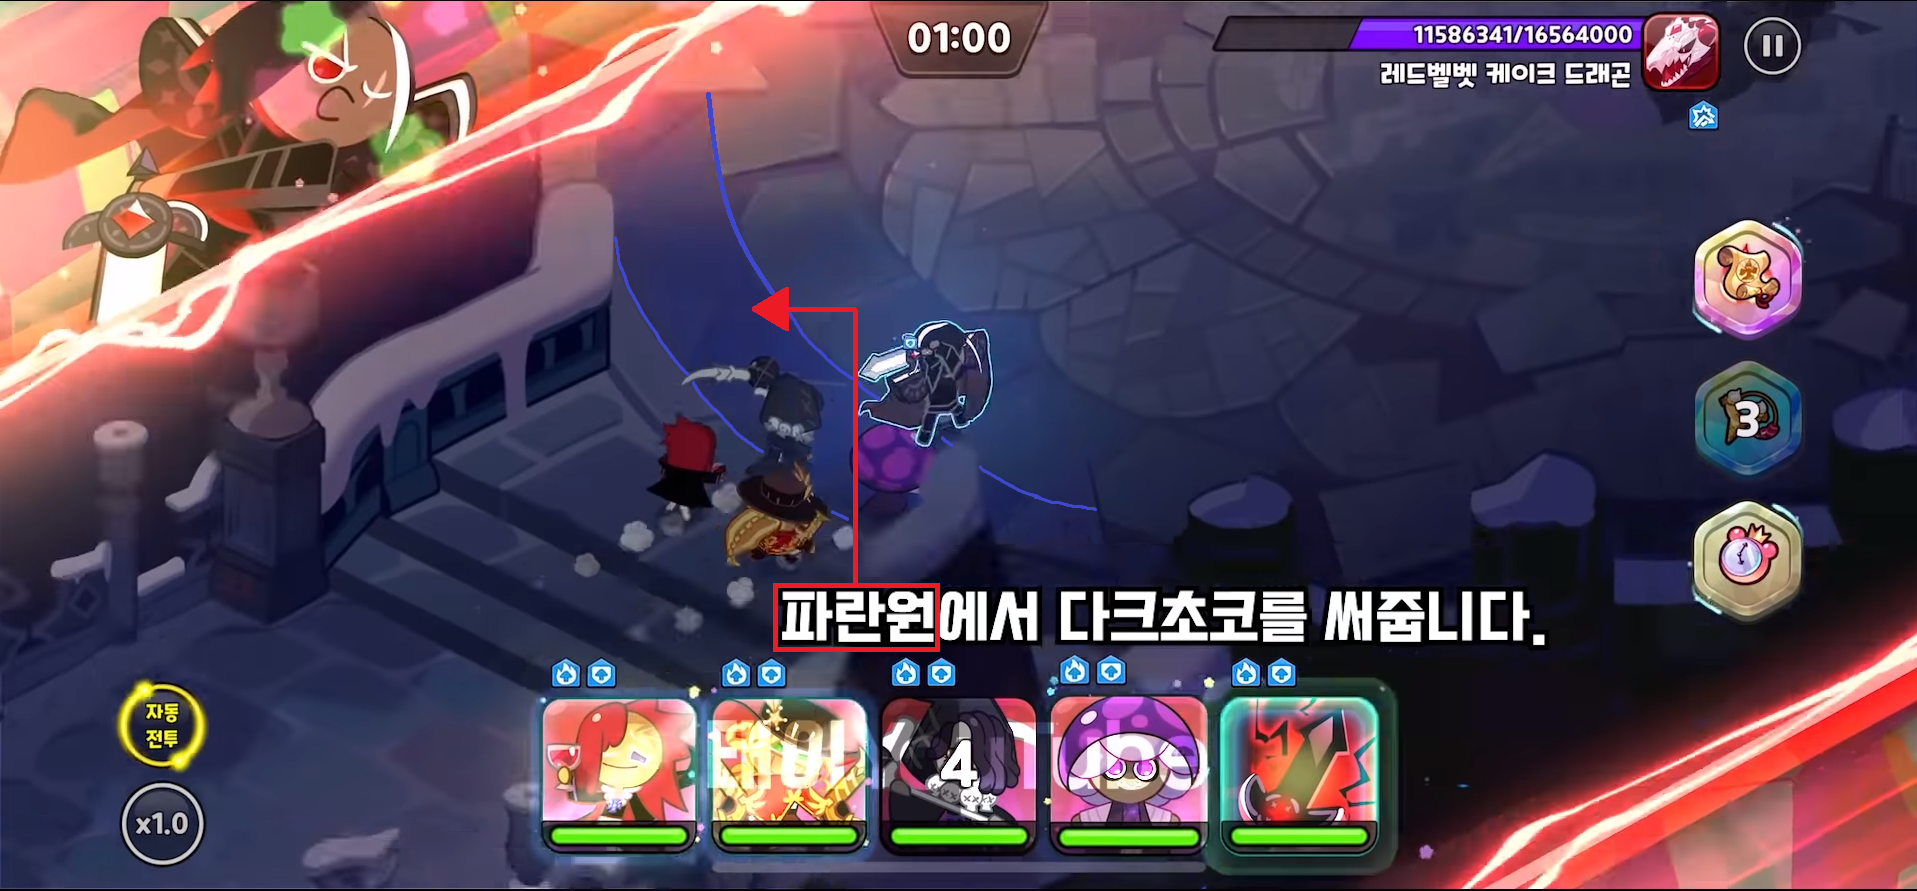 01:00
11586341/16564000
레드벨벳 케이크 드래곤
3
파란원에서 다크초코를 써줍니다.
자동
전투
4
x1.0